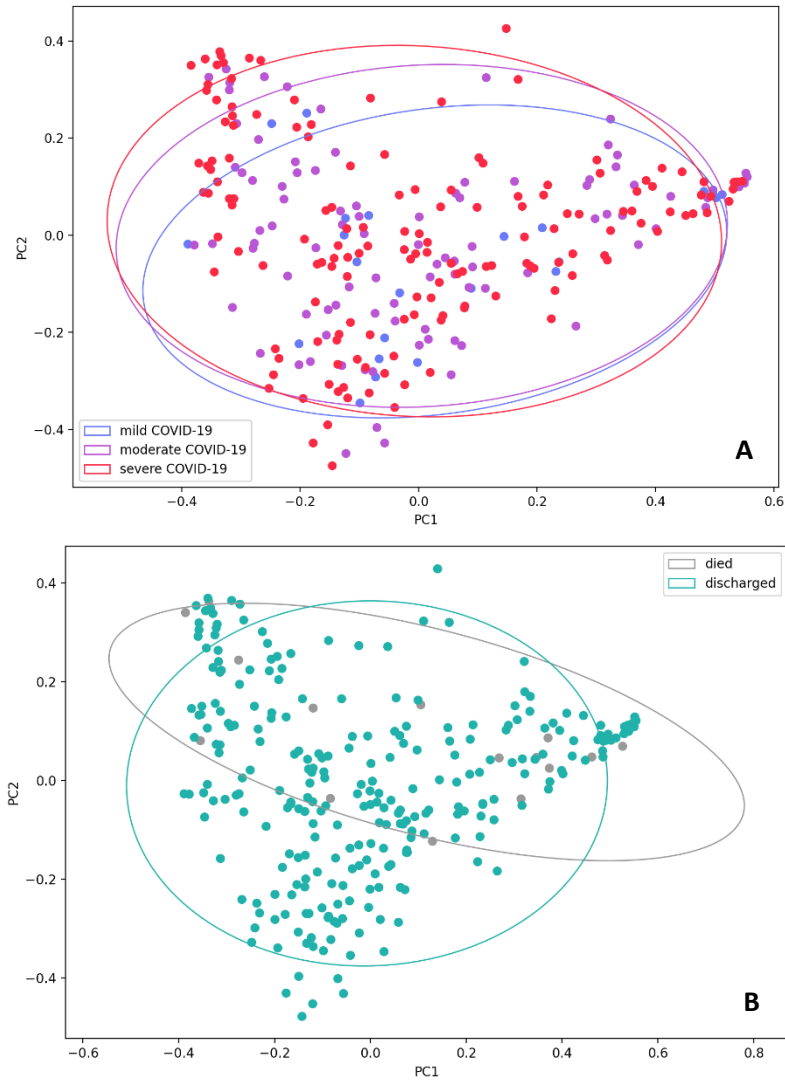 0.4
0.2
0.0
−0.2
−0.4
PC2
mild COVID-19
moderate COVID-19
severe COVID-19
A
−0.4 −0.2 0.0 0.2 0.4 0.6
PC1
died
discharged
0.4
0.2
0.0
−0.2
−0.4
PC2
B
−0.6 −0.4 −0.2 0.0 0.2 0.4 0.6 0.8
PC1